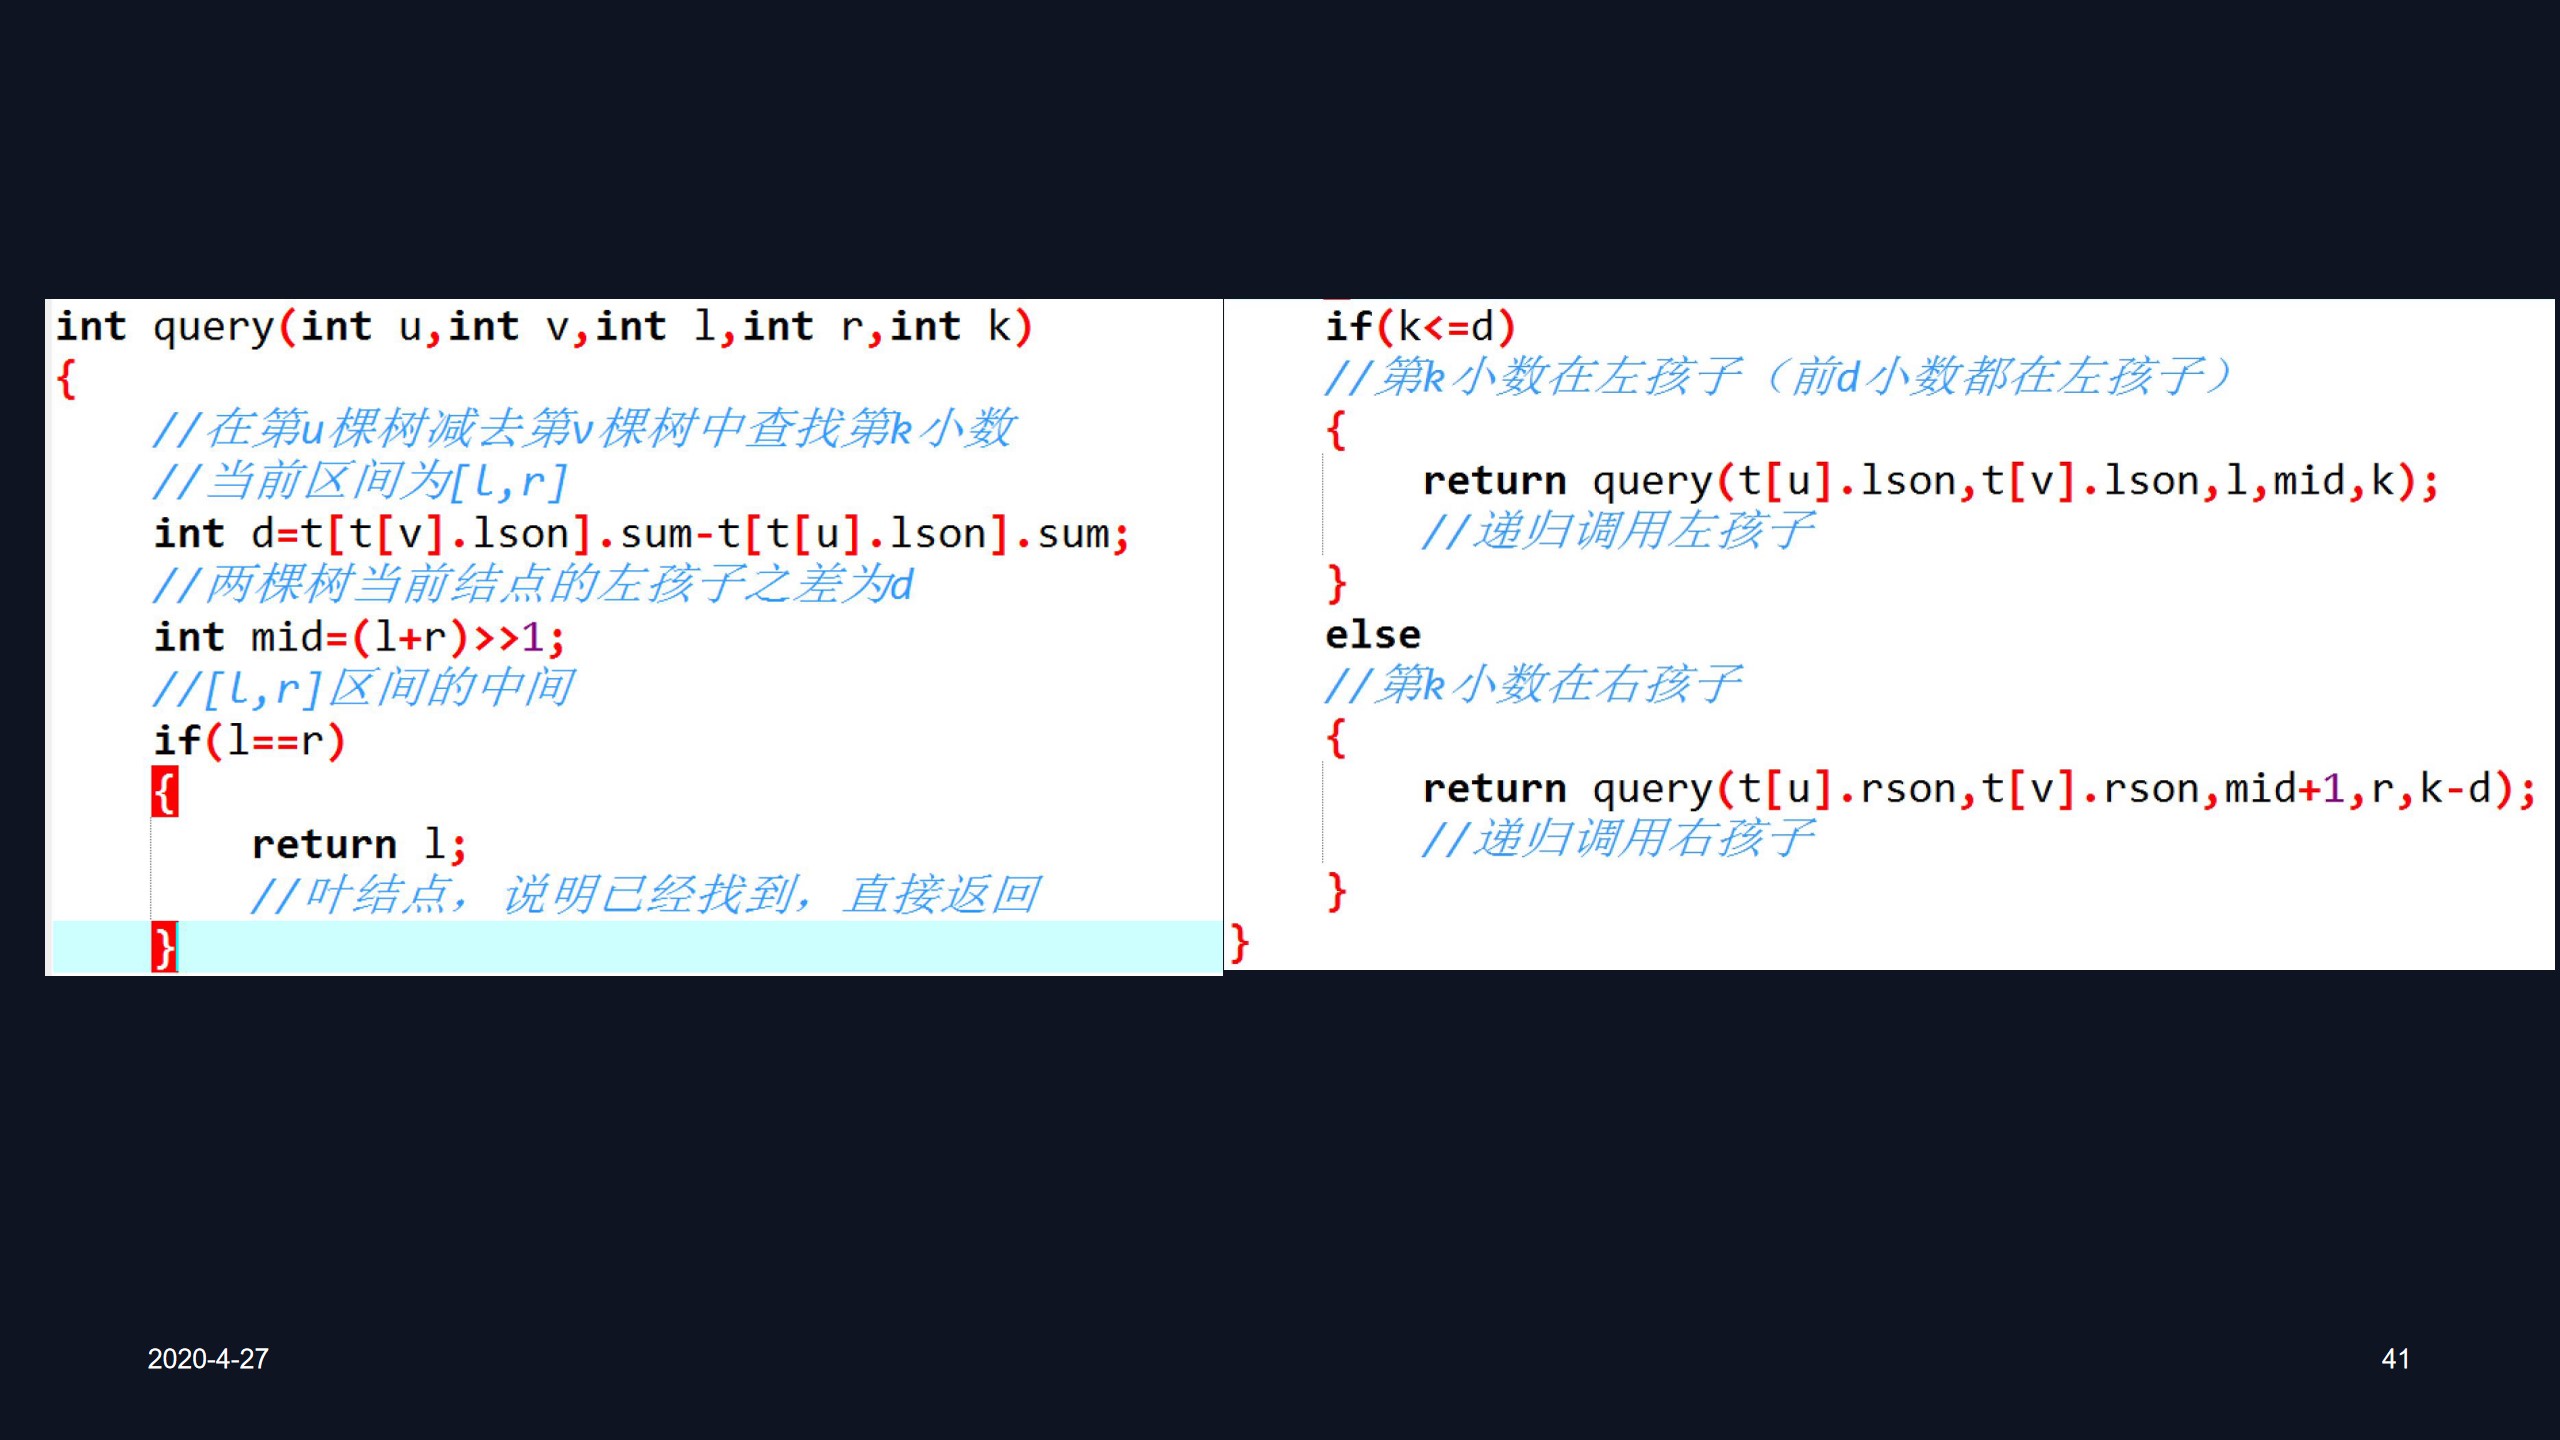 int query(int u,int v,int l,int r,int k)
{
//在第u棵树减去第v棵树中查找第k小数
//当前区间为[l,r]
int d=t[t[v].lson].sum-t[t[u].lson].sum;
//两棵树当前结点的左孩子之差为d
int mid=(l+r)>>1;
//[l,r]区间的中间
if(l==r)
{
return l;
//叶结点，说明已经找到，直接返回
}
if(k<=d)
//第k小数在左孩子（前d小数都在左孩子）
{
return query(t[u].lson,t[v].lson,l,mid,k);
//递归调用左孩子
}
else
//第k小数在右孩子
{
return query(t[u].rson,t[v].rson,mid+1,r,k-d);
//递归调用右孩子
}
}
2020-4-27
41